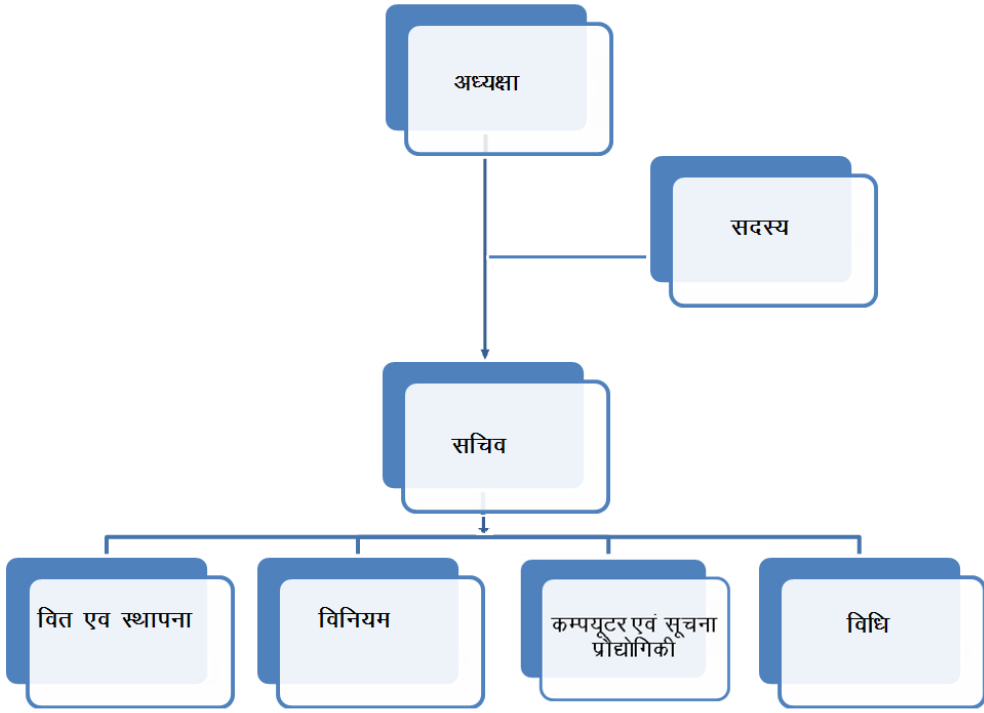 अध्यक्षा
सदस्य
सचिव
वित एव स्थापना
विनियम
कम्पयूटर एवं सूचना
प्रौद्योगिकी
विधि